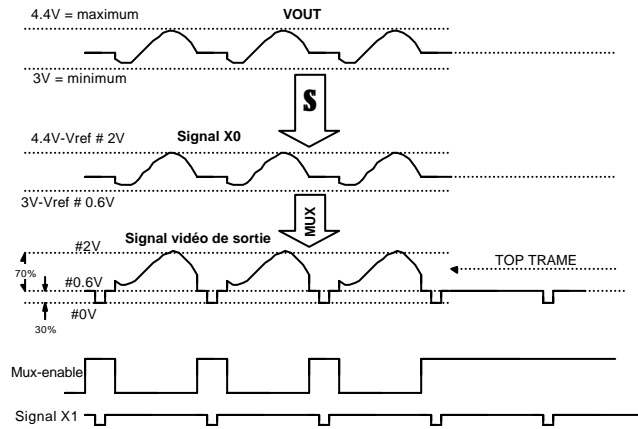 4.4V = maximum
VOUT
3V = minimum
S
4.4V-Vref # 2V
Signal X0
3V-Vref # 0.6V
MUX
Signal vidéo de sortie
#2V
TOP TRAME
70%
#0.6V
#0V
30%
Mux-enable
Signal X1